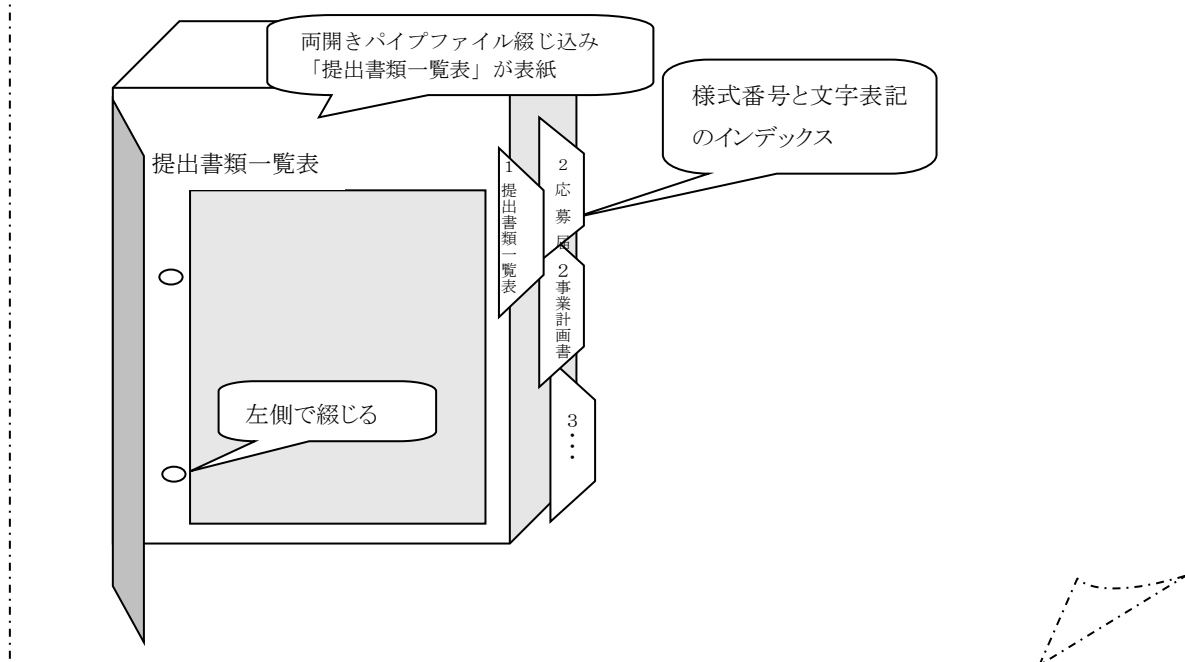 両開きパイプファイル綴じ込み
「提出書類一覧表」が表紙
様式番号と文字表記
のインデックス
提出書類一覧表
1提出書類一覧表
2応募届
2事業計画書
3・・・
左側で綴じる